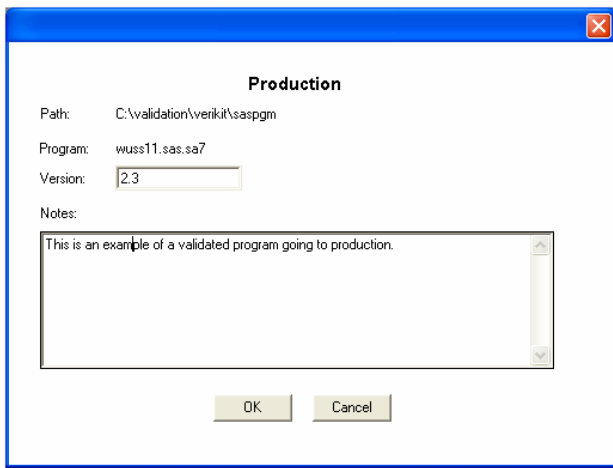 Production
Path: C:\validation\verikit\saspgm
Program: wuss11.sas.sa7
Version: 2.3
Notes:
This is an example of a validated program going to production.
OK Cancel